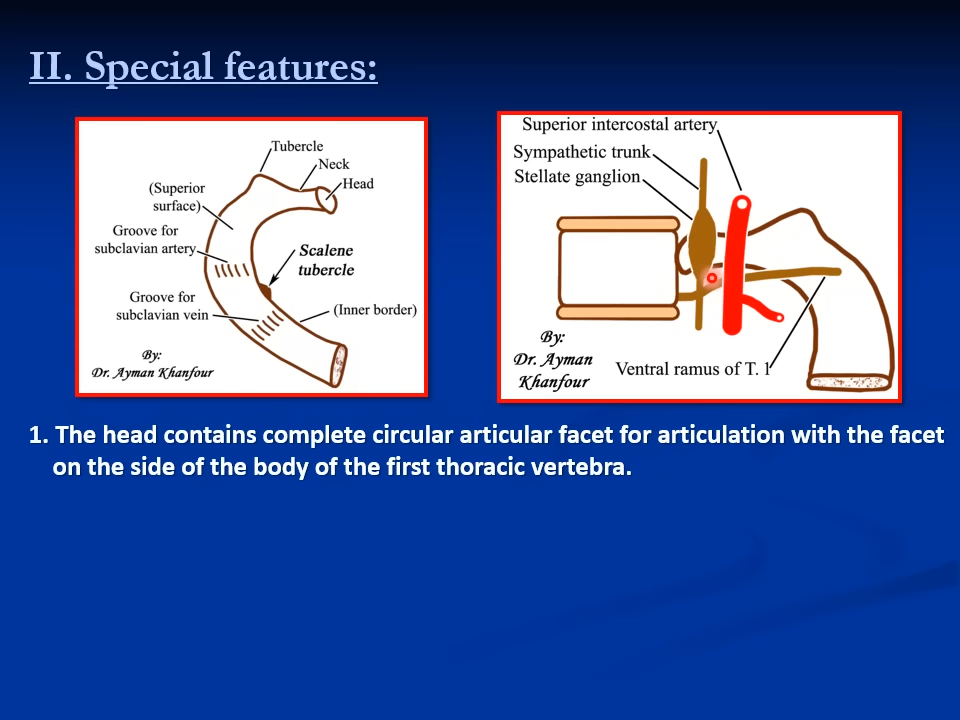 II. Special features:
Tubercle
Neck
Head
(Superior
surface)
Groove for
subclavian artery
Scalene
tubercle
Groove for
subclavian vein
(Inner border)
By:
Dr. Ayman Khanfour
Superior intercostal artery
Sympathetic trunk
Stellate ganglion
By:
Dr. Ayman
Khanfour
Ventral ramus of T. 1
1. The head contains complete circular articular facet for articulation with the facet
on the side of the body of the first thoracic vertebra.